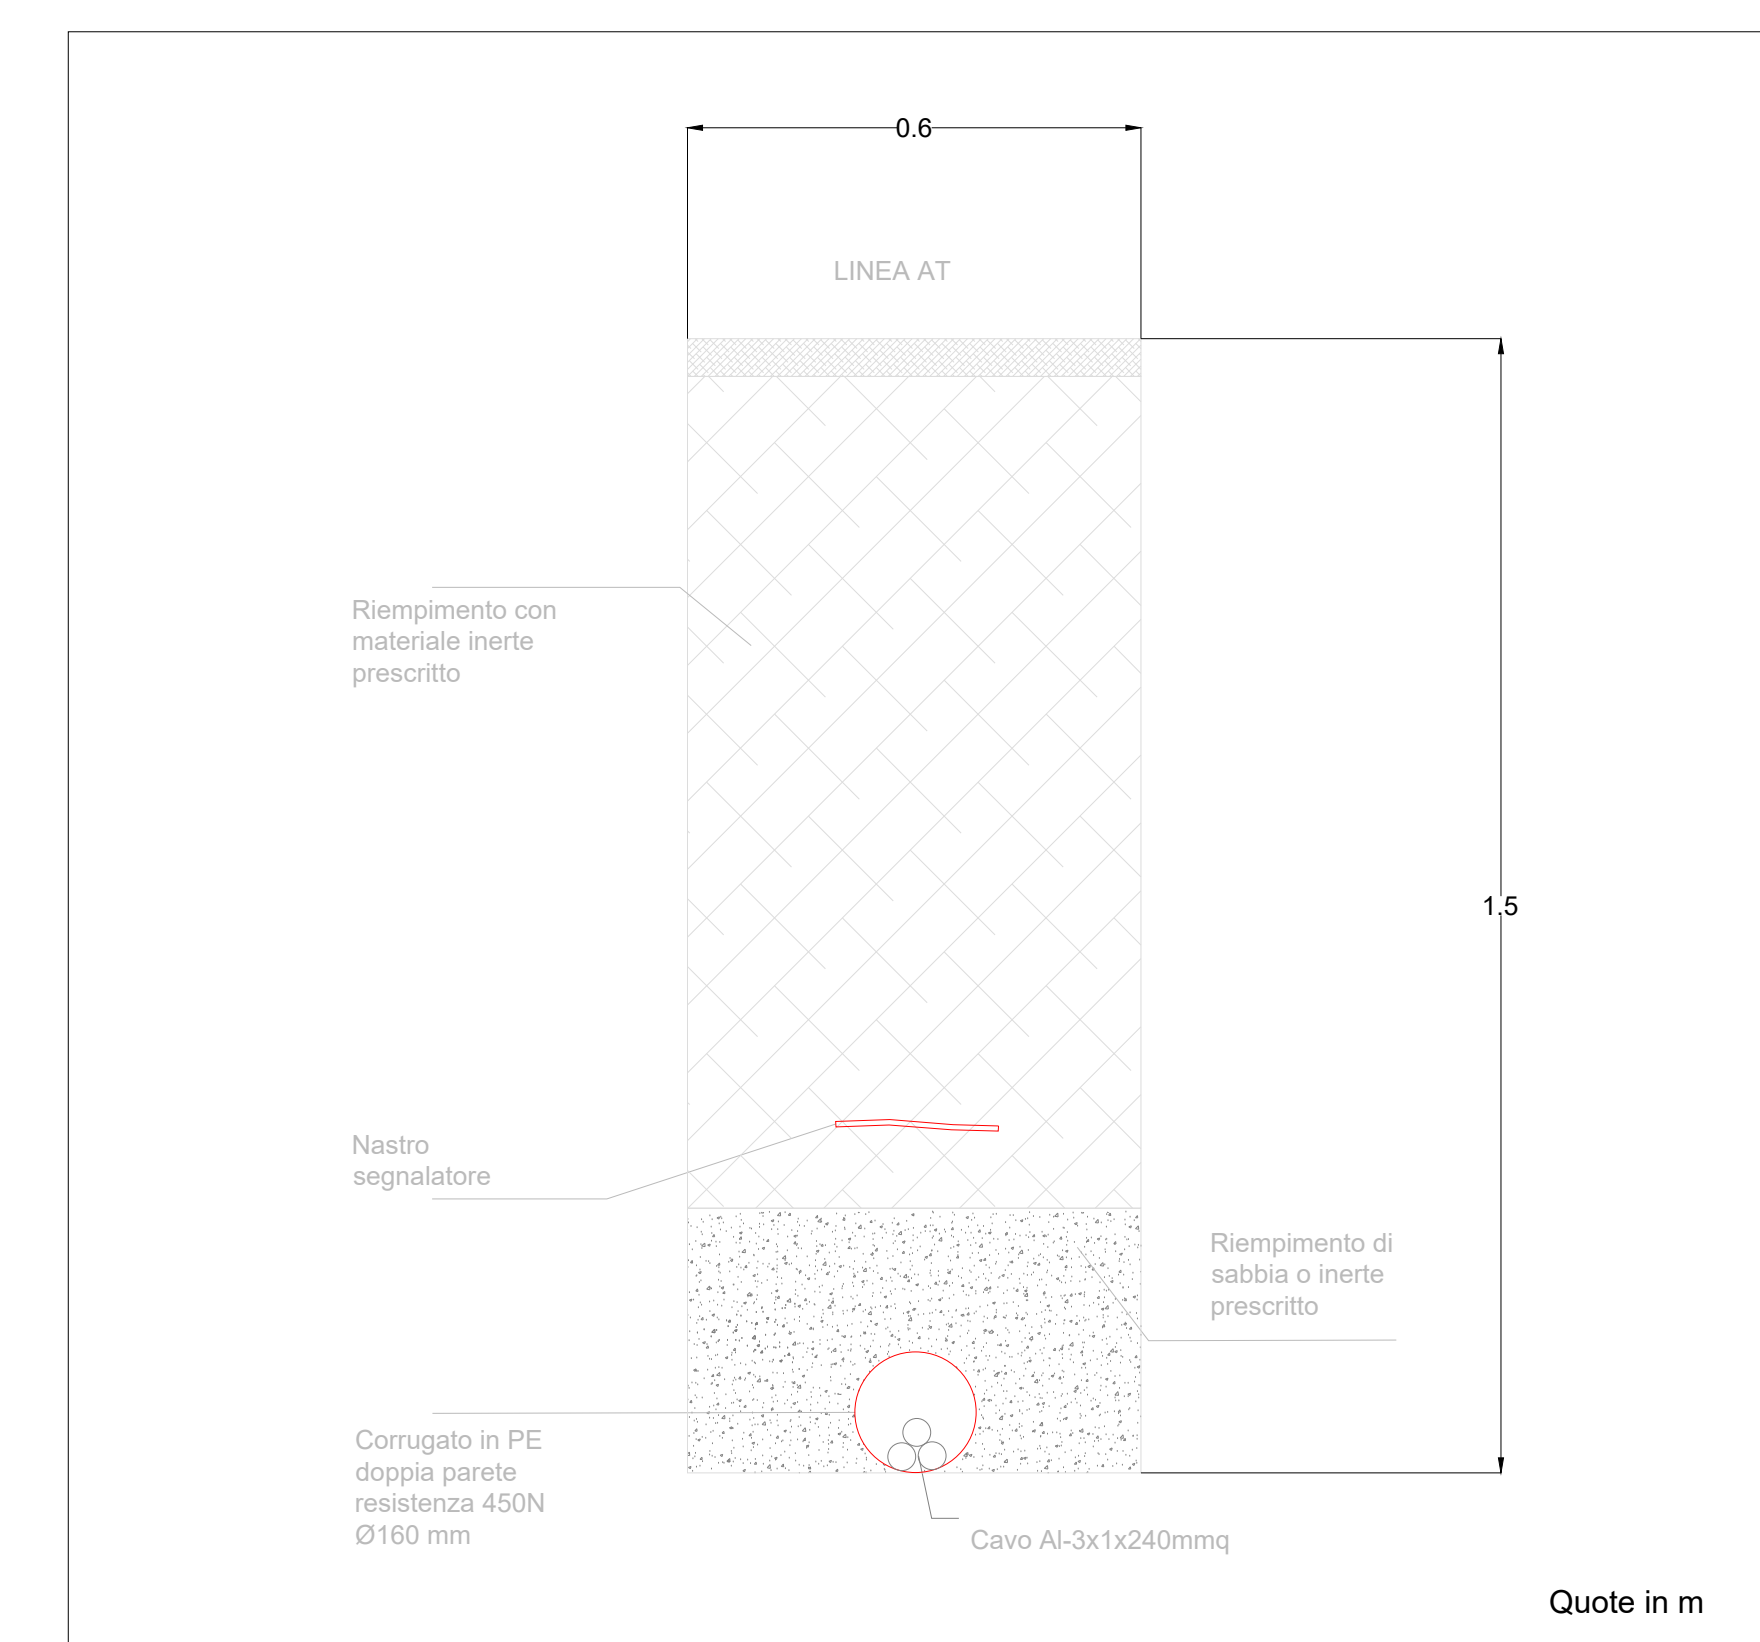 0.6
LINEA AT
Riempimento con
materiale inerte
prescritto
1.5
Nastro
segnalatore
Riempimento di
sabbia o inerte
prescritto
Corrugato in PE
doppia parete
resistenza 450N
Ø160 mm
Cavo Al-3x1x240mmq
Quote in m